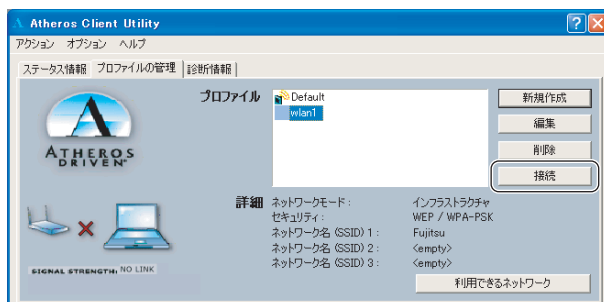 Atheros Client Utility
アクション オプション ヘルプ
ステータス情報 プロファイルの管理 診断情報
プロファイル
Default
wlan1
新規作成
編集
削除
接続
ATHEROS
DRIVEN
詳細
ネットワークモード： インフラストラクチャ
セキュリティ： WEP / WPA-PSK
ネットワーク名 (SSID) 1： Fujitsu
ネットワーク名 (SSID) 2： <empty>
ネットワーク名 (SSID) 3： <empty>
SIGNAL STRENGTH: NO LINK
利用できるネットワーク